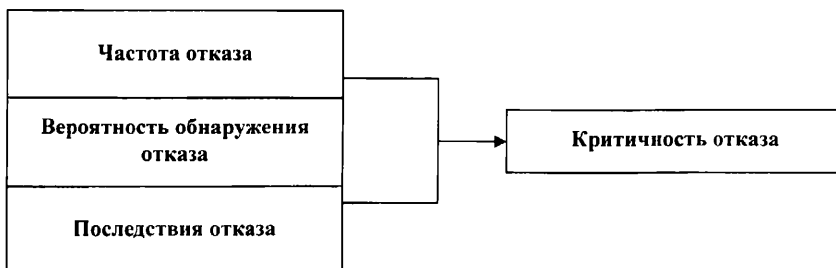 Частота отказа
Вероятность обнаружения
отказа
Критичность отказа
Последствия отказа